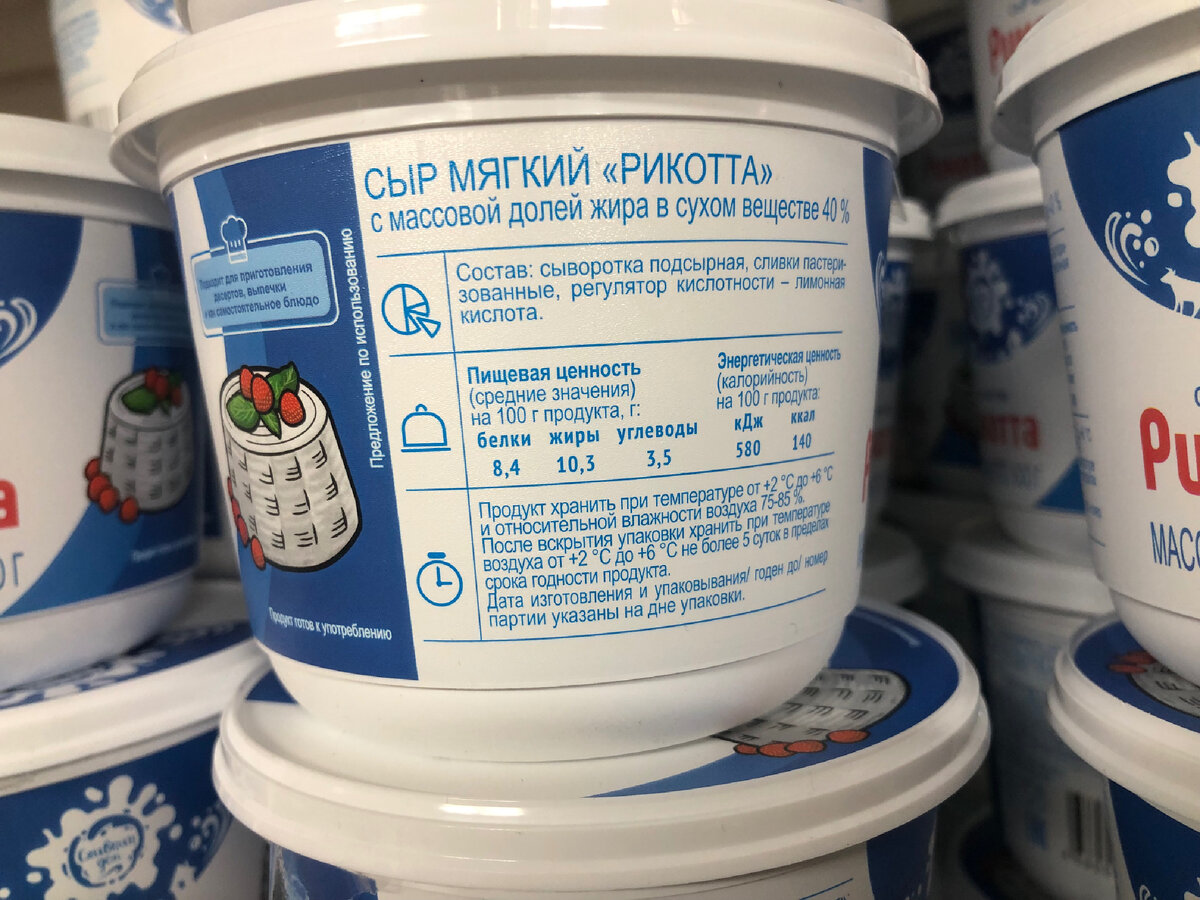 СЫР МЯГКИЙ «РИКОТТА»
с массовой долей жира в сухом веществе 40 %
Подходит для приготовления
десертов, выпечки
и как самостоятельное блюдо
Предложение по использованию
Продукт готов к употреблению
Состав: сыворотка подсырная, сливки пастери-
зованные, регулятор кислотности – лимонная
кислота.
Пищевая ценность
(средние значения)
на 100 г продукта, г:
белки жиры углеводы
8,4 10,3 3,5
Энергетическая ценность
(калорийность)
на 100 г продукта:
кДж ккал
580 140
Продукт хранить при температуре от +2 °C до +6 °C
и относительной влажности воздуха 75-85 %.
После вскрытия упаковки хранить при температуре
воздуха от +2 °C до +6 °C не более 5 суток в пределах
срока годности продукта.
Дата изготовления и упаковывания/ годен до/ номер
партии указаны на дне упаковки.
Ри
МАСС